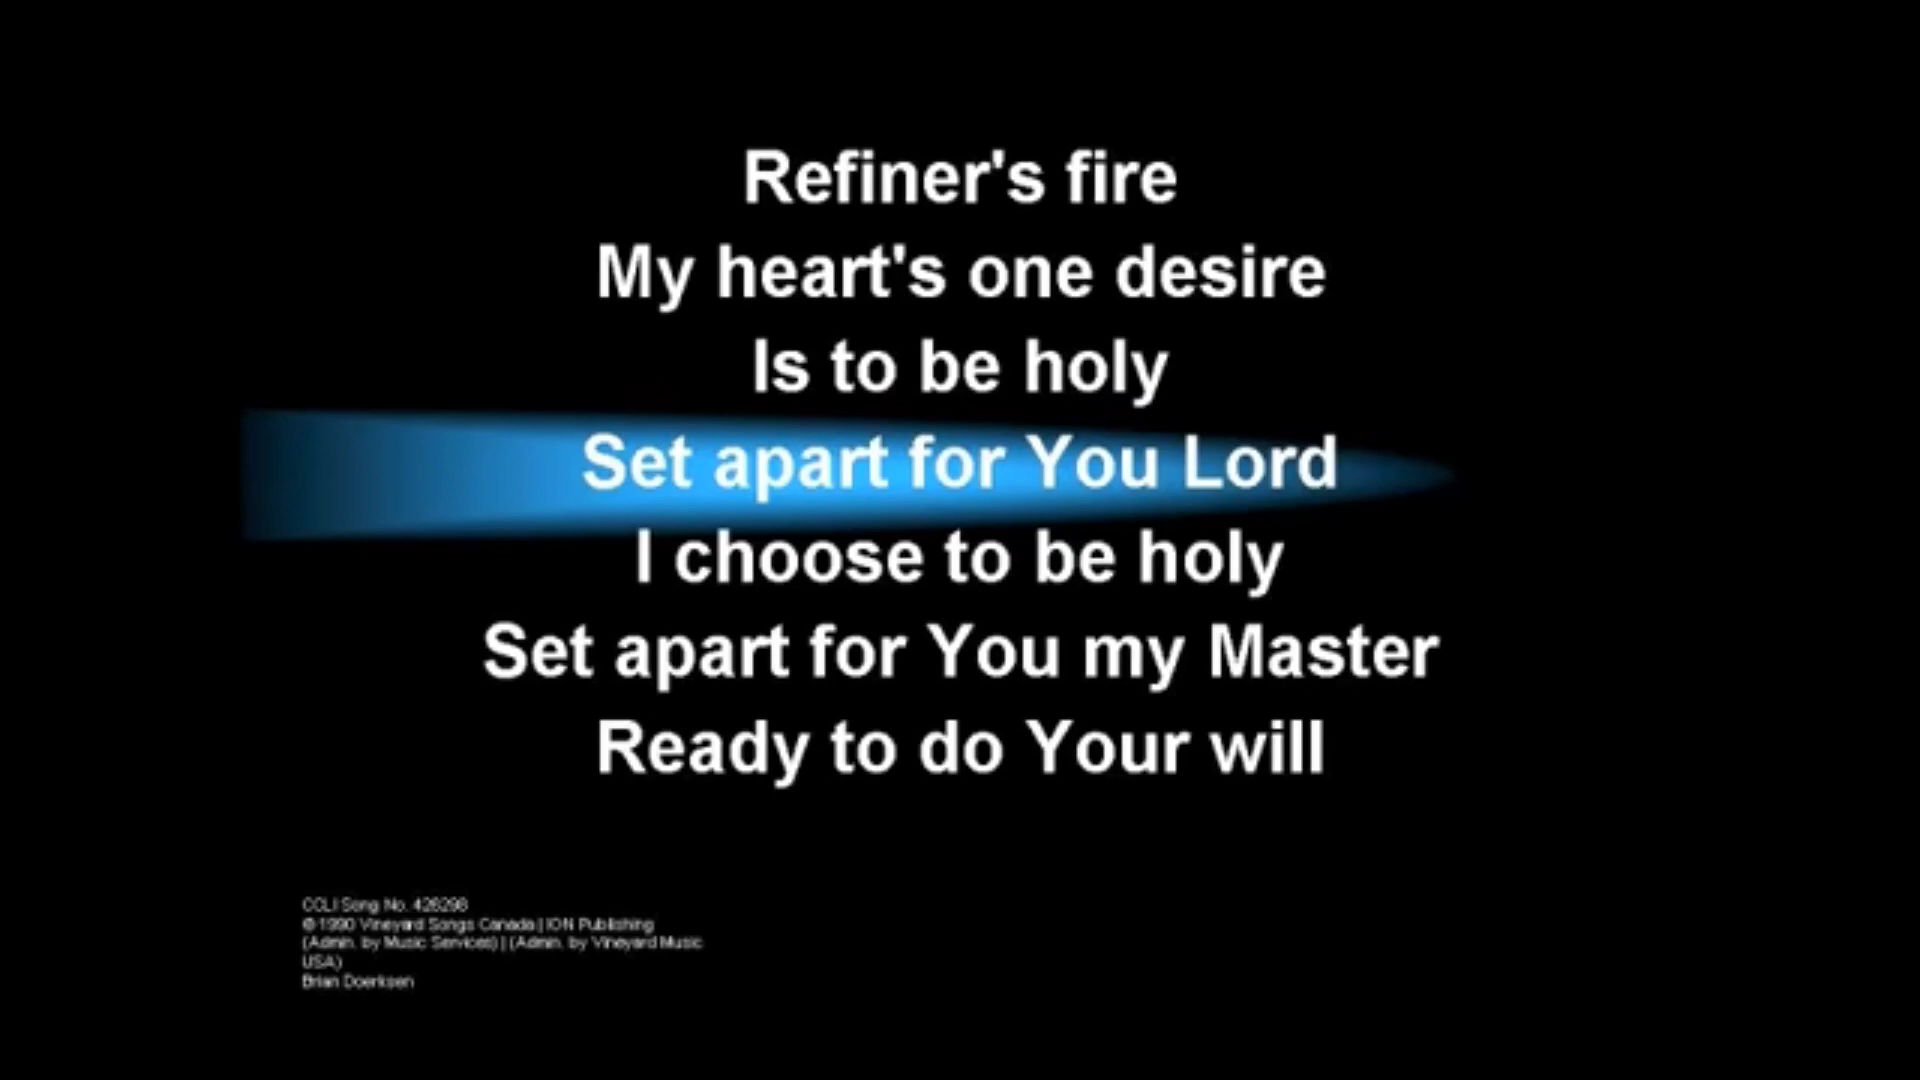 Refiner's fire
My heart's one desire
Is to be holy
Set apart for You Lord
I choose to be holy
Set apart for You my Master
Ready to do Your will
CCLI Song No. 426298
© 1990 Vineyard Songs Canada | ION Publishing
(Admin. by Music Services) | (Admin. by Vineyard Music
USA)
Brian Doerksen